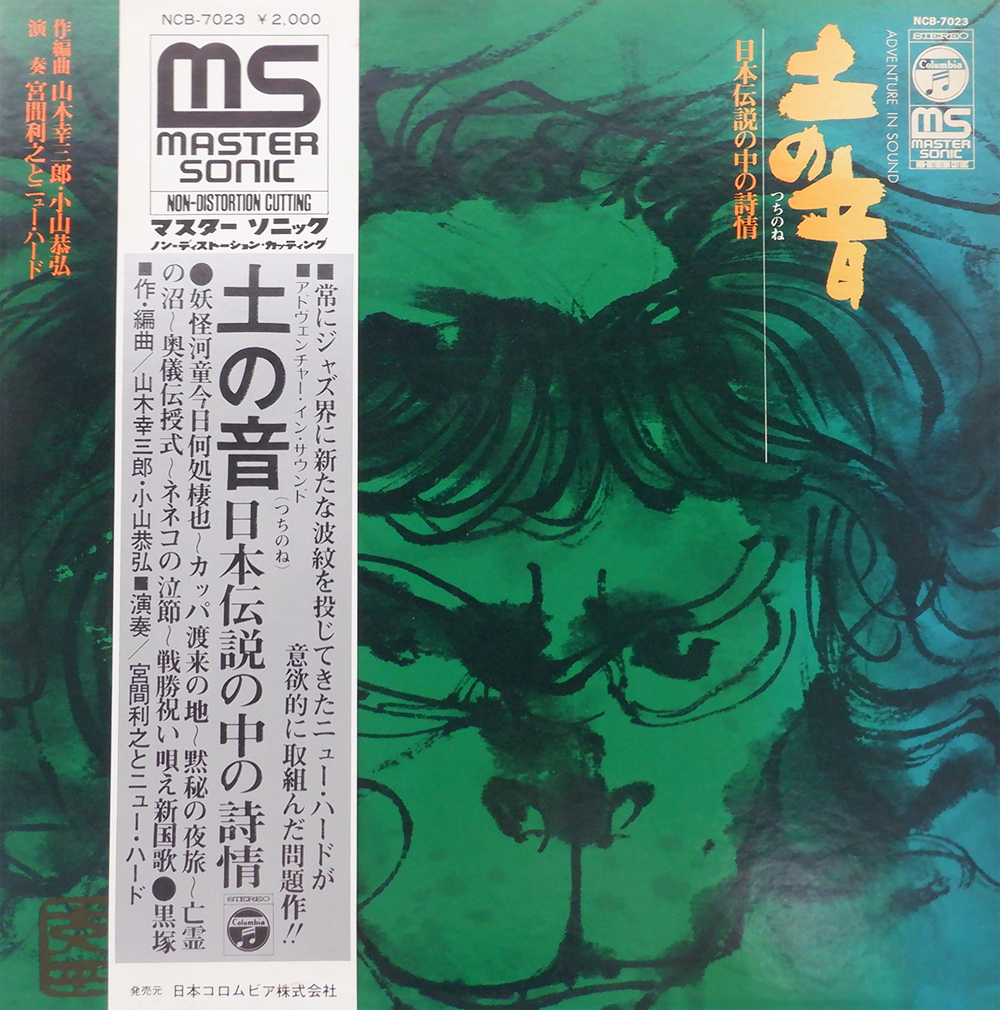 NCB-7023
STEREO
Columbia
MS
MASTER
SONIC
ADVENTURE IN SOUND
土の音
つちのね
日本伝説の中の詩情
NCB-7023 ¥2,000
MS
MASTER
SONIC
NON-DISTORTION CUTTING
マスター ソニック
ノン・ディストーション・カッティング
■常にジャズ界に新たな波紋を投じてきたニュー・ハードが
意欲的に取組んだ問題作!!
■アドヴェンチャー・イン・サウンド
土の音
(つちのね)
日本伝説の中の詩情
●妖怪河童今日何処棲也~カッパ渡来の地~黙秘の夜旅~亡霊
の沼~奥儀伝授式~ネネコの泣節~戦勝祝い唄え新国歌●黒塚
■作・編曲/山木幸三郎・小山恭弘■演奏/宮間利之とニュー・ハード
STEREO
Columbia
発売元 日本コロムビア株式会社
作編曲 山木幸三郎・小山恭弘
演奏 宮間利之とニュー・ハード